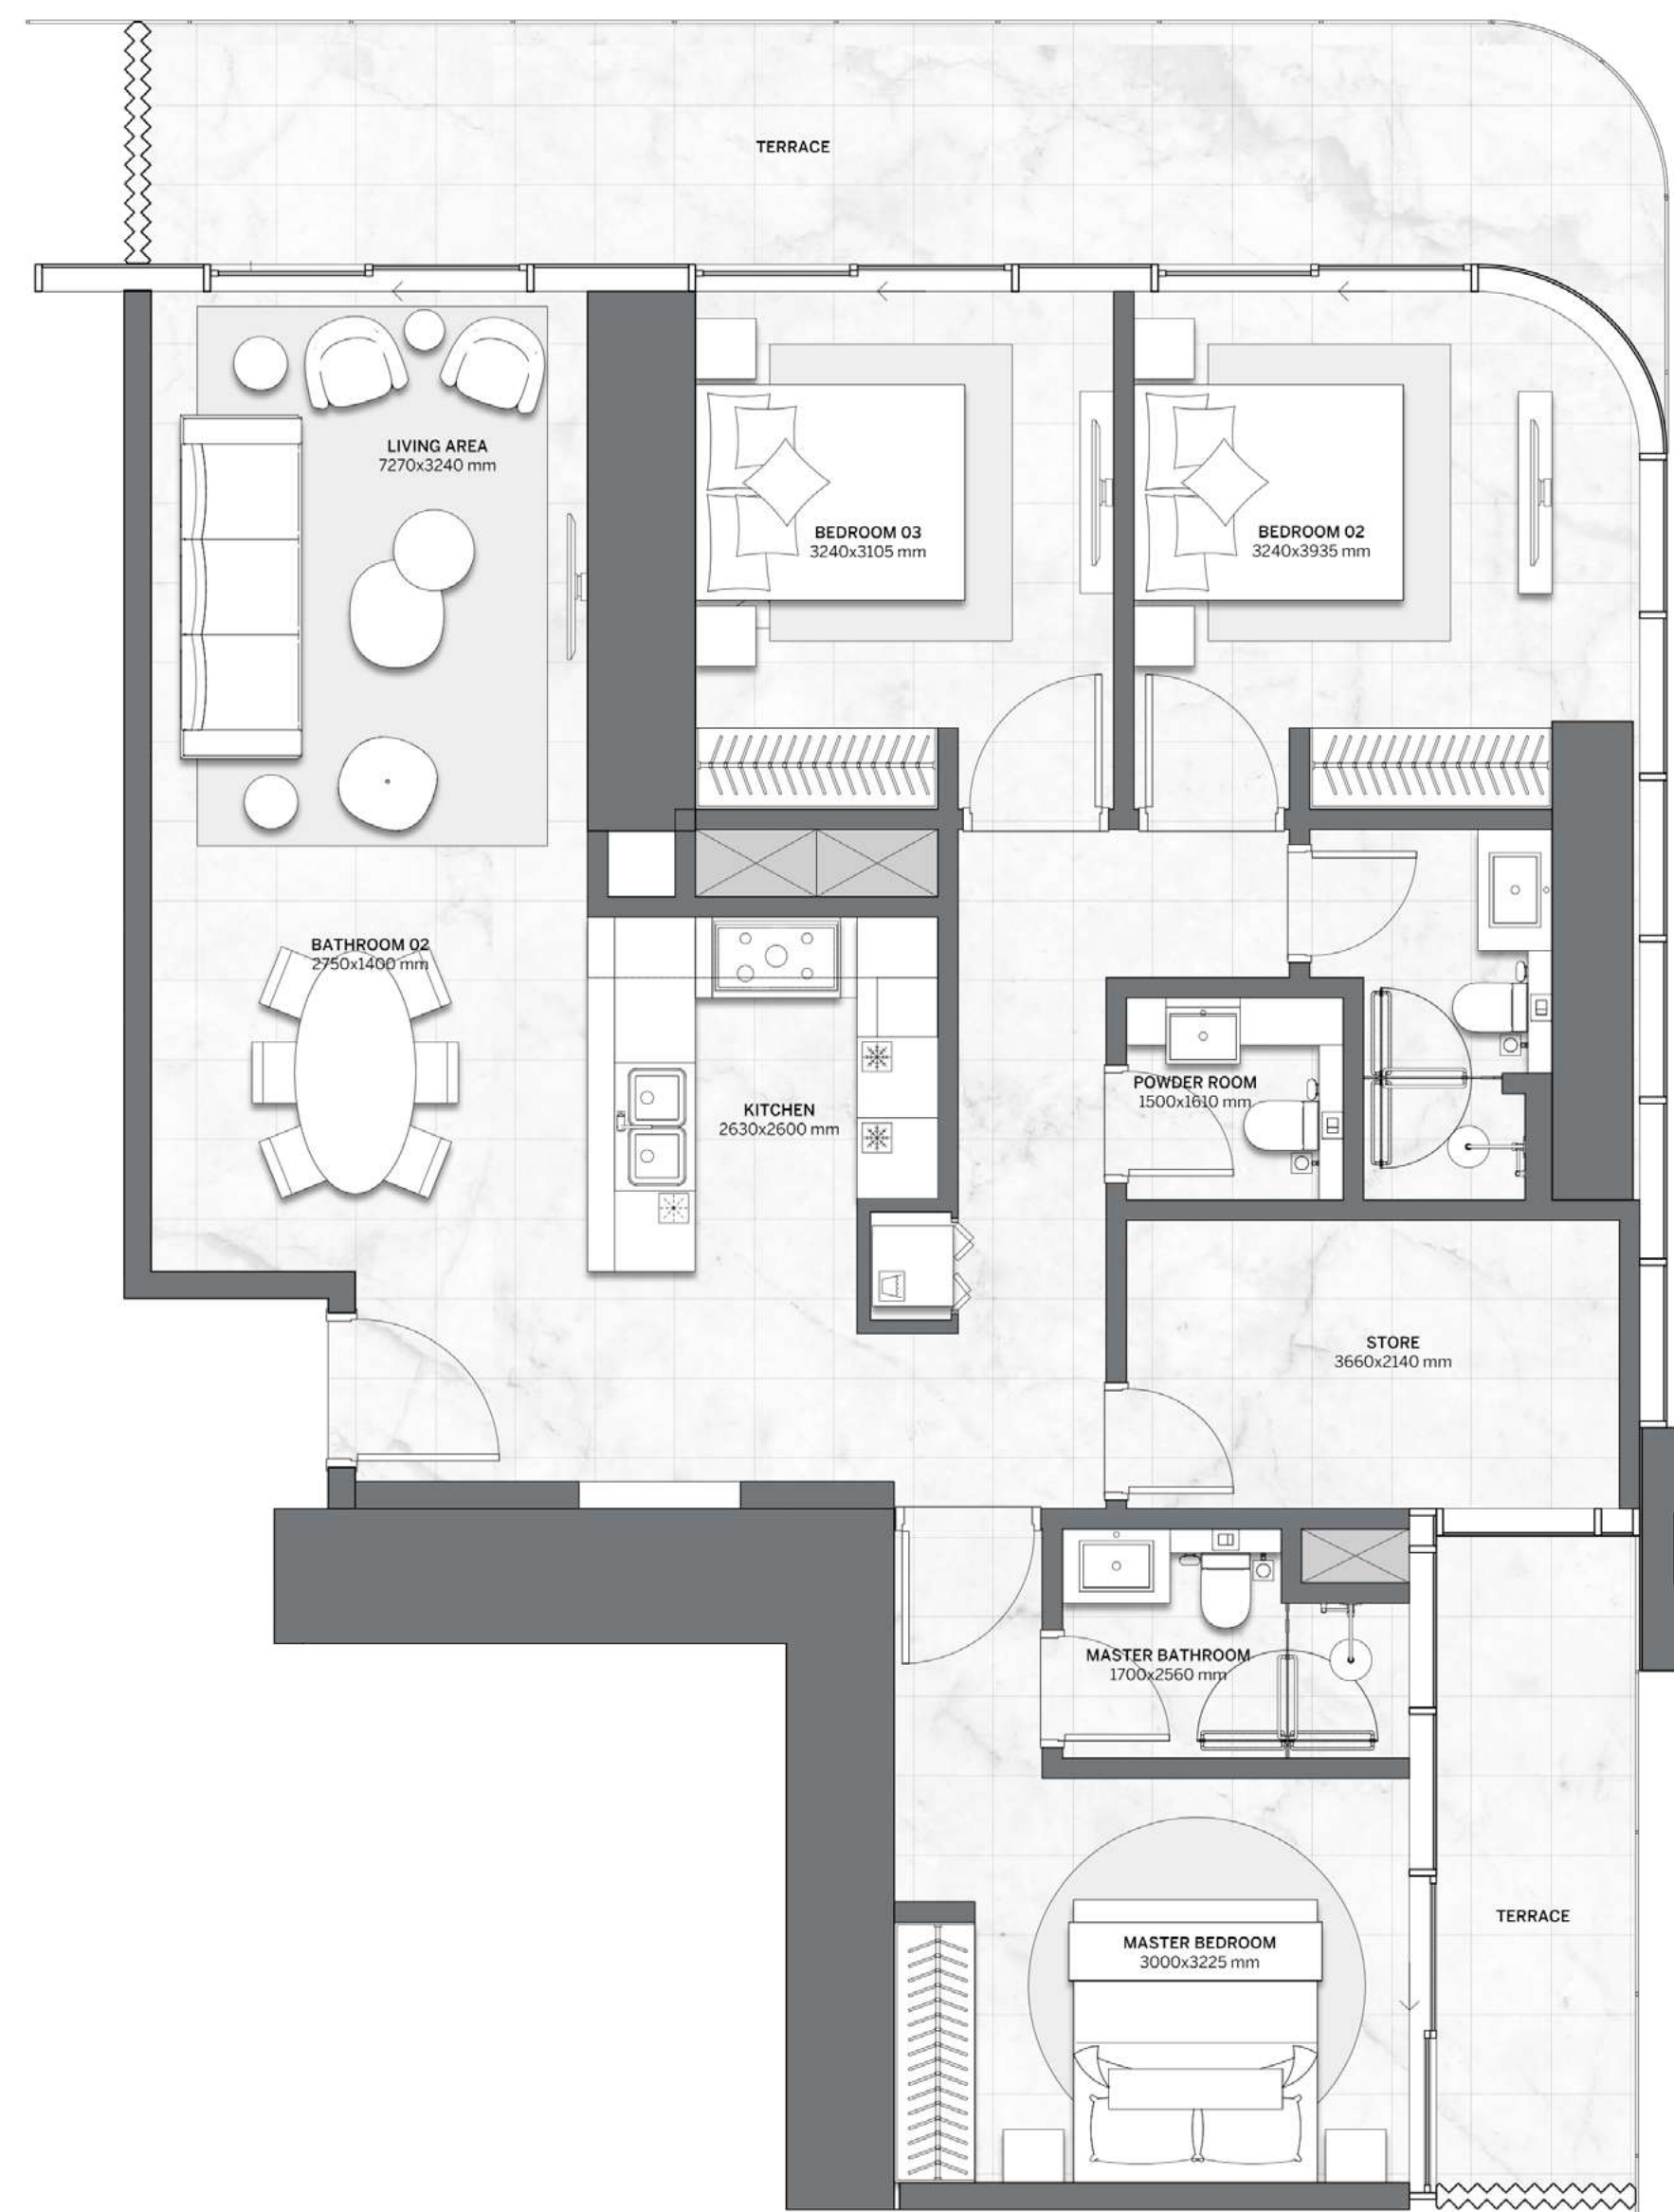 TERRACE
LIVING AREA
7270x3240 mm
BEDROOM 03
3240x3105 mm
BEDROOM 02
3240x3935 mm
BATHROOM 02
2750x1400 mm
POWDER ROOM
1500x1610 mm
KITCHEN
2630x2600 mm
STORE
3660x2140 mm
MASTER BATHROOM
1700x2560 mm
TERRACE
MASTER BEDROOM
3000x3225 mm